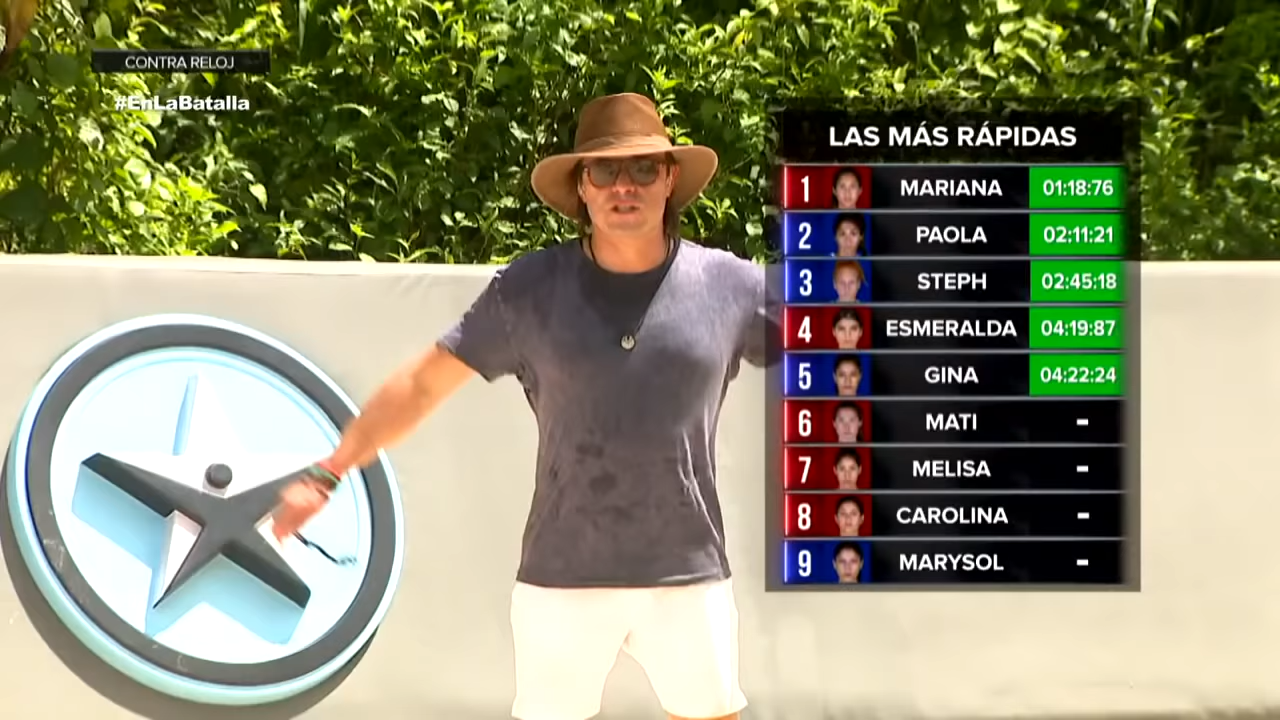 CONTRA RELOJ
#EnLaBatalla
LAS MÁS RÁPIDAS
1 MARIANA 01:18:76
2 PAOLA 02:11:21
3 STEPH 02:45:18
4 ESMERALDA 04:19:87
5 GINA 04:22:24
6 MATI -
7 MELISA -
8 CAROLINA -
9 MARYSOL -